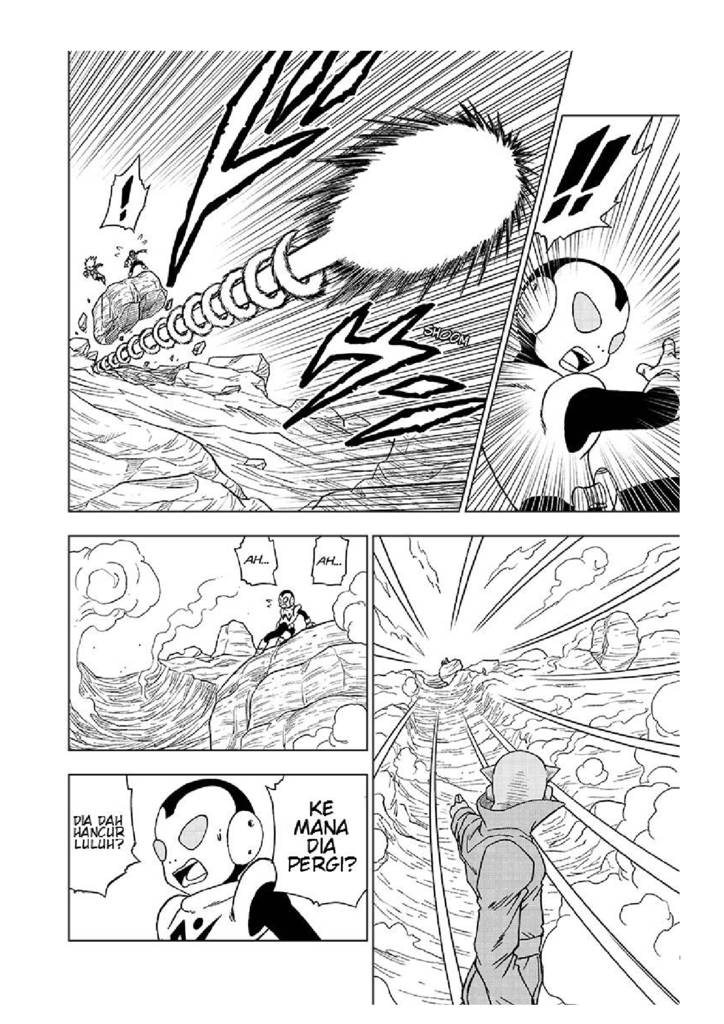 !
SHOOM
!!
AH...
AH...
KE
MANA
DIA
PERGI?
DIA DAH
HANCUR
LULUH?